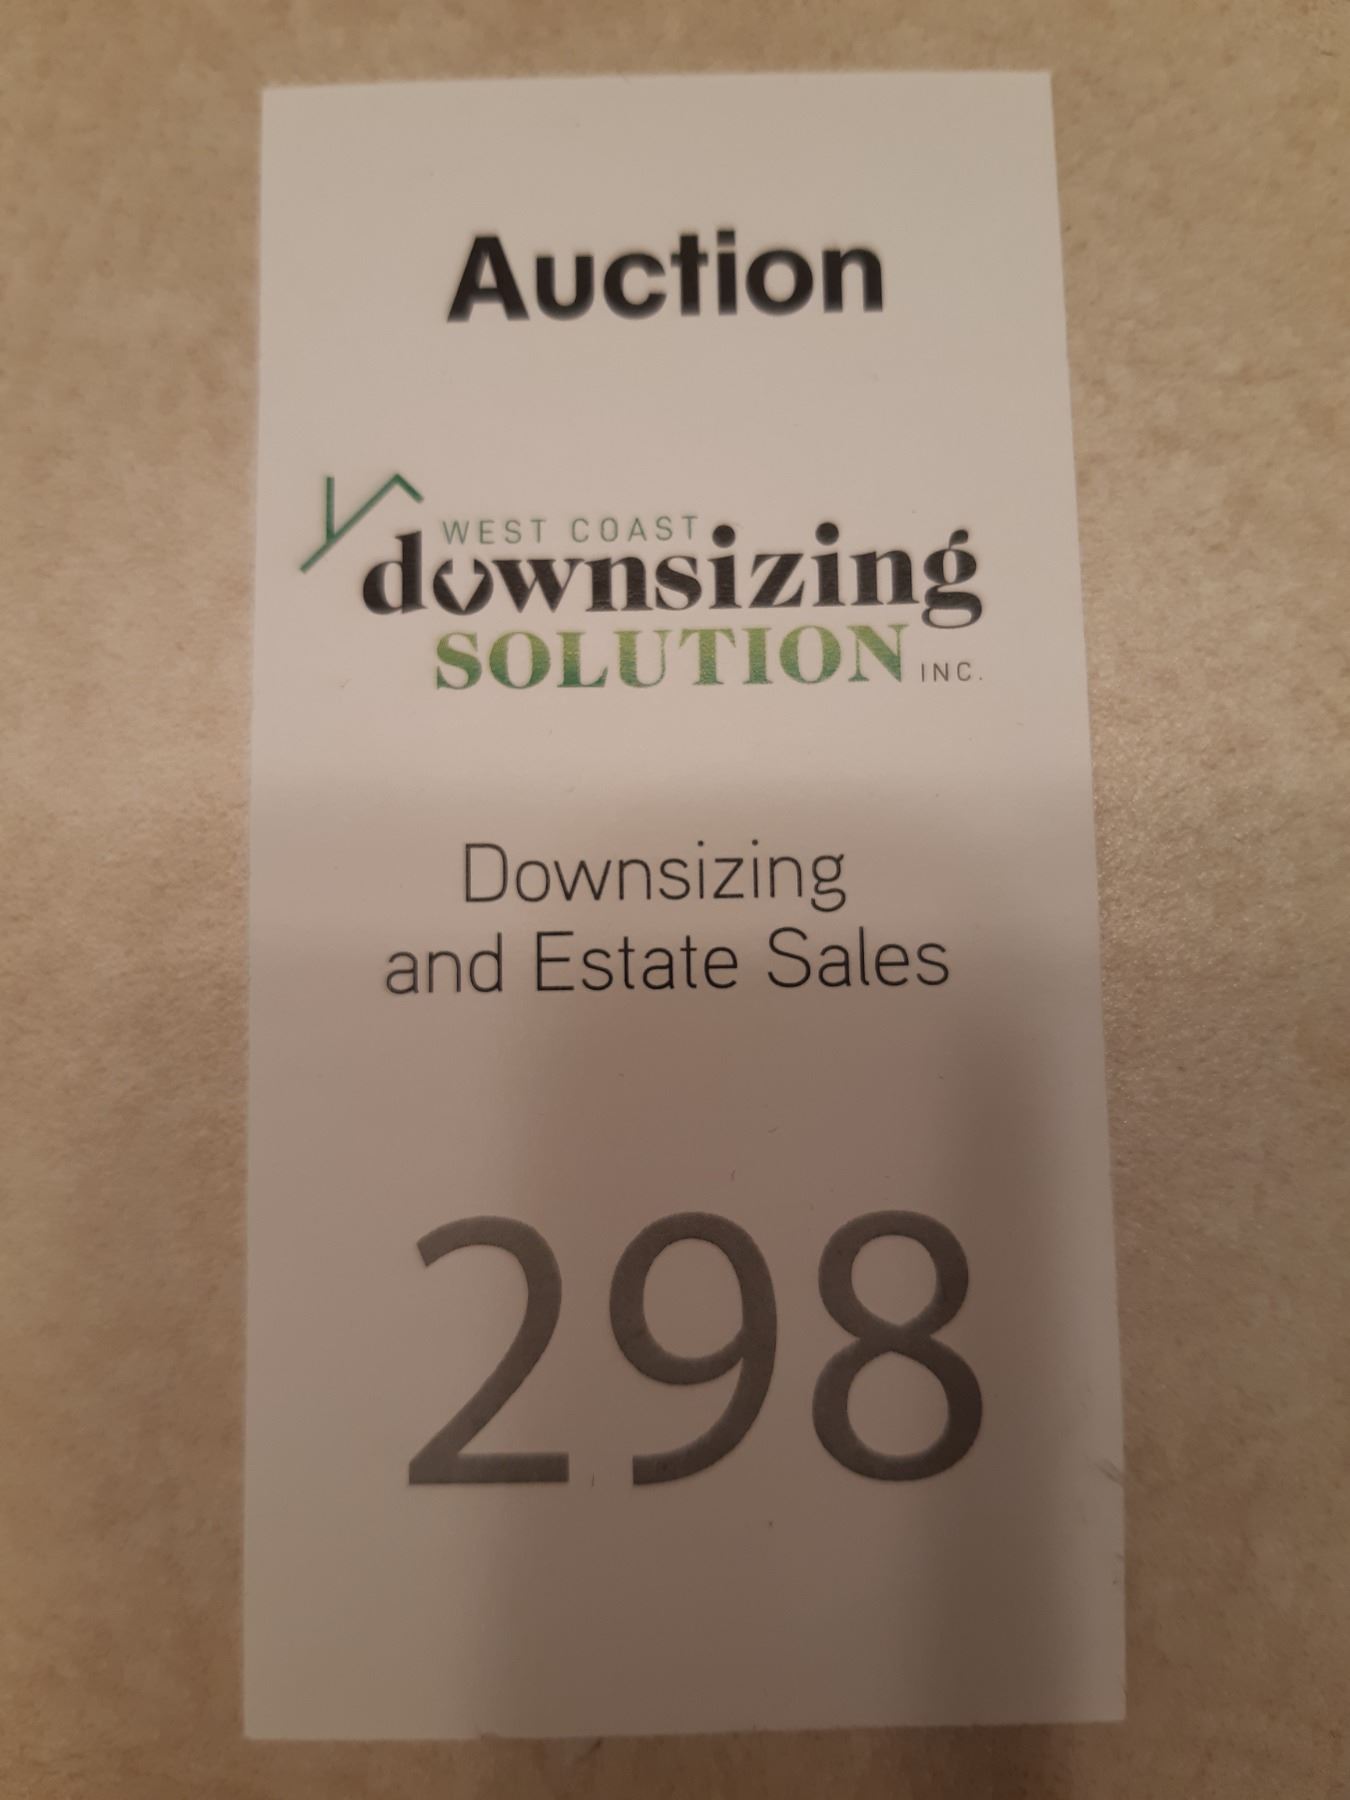 Auction
WEST COAST
downsizing
SOLUTION INC.
Downsizing
and Estate Sales
298